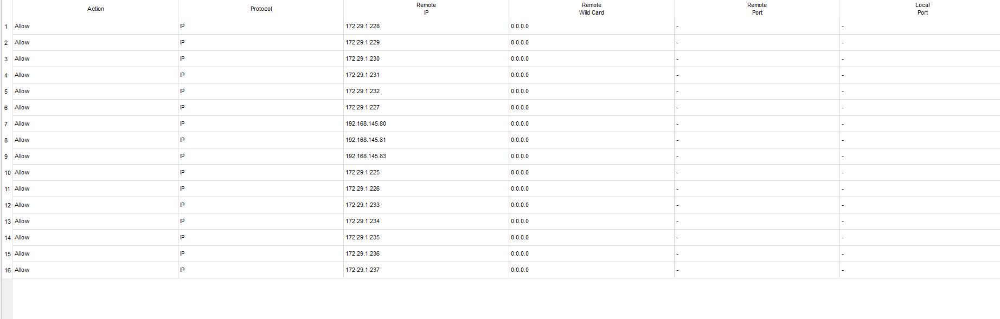 Action Protocol Remote IP Remote Wild Card Remote Port Local Port
1 Allow IP 172.29.1.228 0.0.0.0 - -
2 Allow IP 172.29.1.229 0.0.0.0 - -
3 Allow IP 172.29.1.230 0.0.0.0 - -
4 Allow IP 172.29.1.231 0.0.0.0 - -
5 Allow IP 172.29.1.232 0.0.0.0 - -
6 Allow IP 172.29.1.227 0.0.0.0 - -
7 Allow IP 192.168.145.80 0.0.0.0 - -
8 Allow IP 192.168.145.81 0.0.0.0 - -
9 Allow IP 192.168.145.83 0.0.0.0 - -
10 Allow IP 172.29.1.225 0.0.0.0 - -
11 Allow IP 172.29.1.226 0.0.0.0 - -
12 Allow IP 172.29.1.233 0.0.0.0 - -
13 Allow IP 172.29.1.234 0.0.0.0 - -
14 Allow IP 172.29.1.235 0.0.0.0 - -
15 Allow IP 172.29.1.236 0.0.0.0 - -
16 Allow IP 172.29.1.237 0.0.0.0 - -